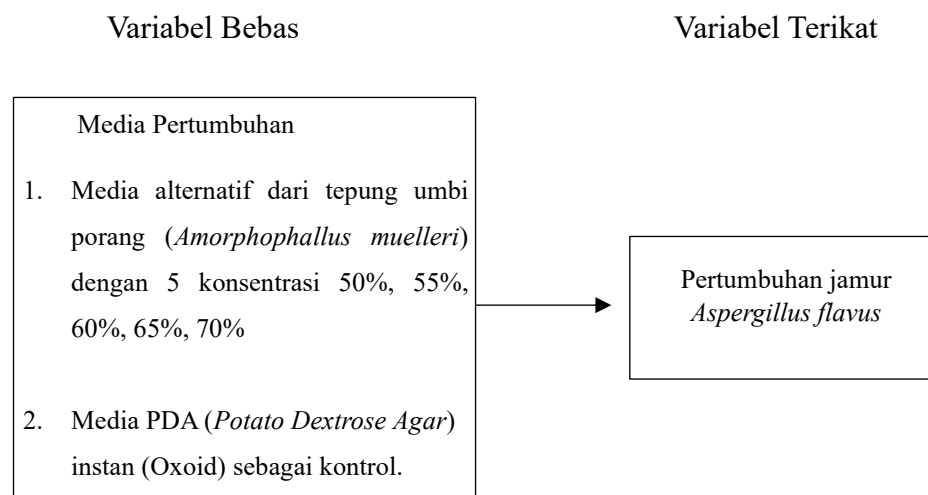 Variabel Bebas
Variabel Terikat
Media Pertumbuhan
1. Media alternatif dari tepung umbi
porang (Amorphophallus muelleri)
dengan 5 konsentrasi 50%, 55%,
60%, 65%, 70%
2. Media PDA (Potato Dextrose Agar)
instan (Oxoid) sebagai kontrol.
Pertumbuhan jamur
Aspergillus flavus